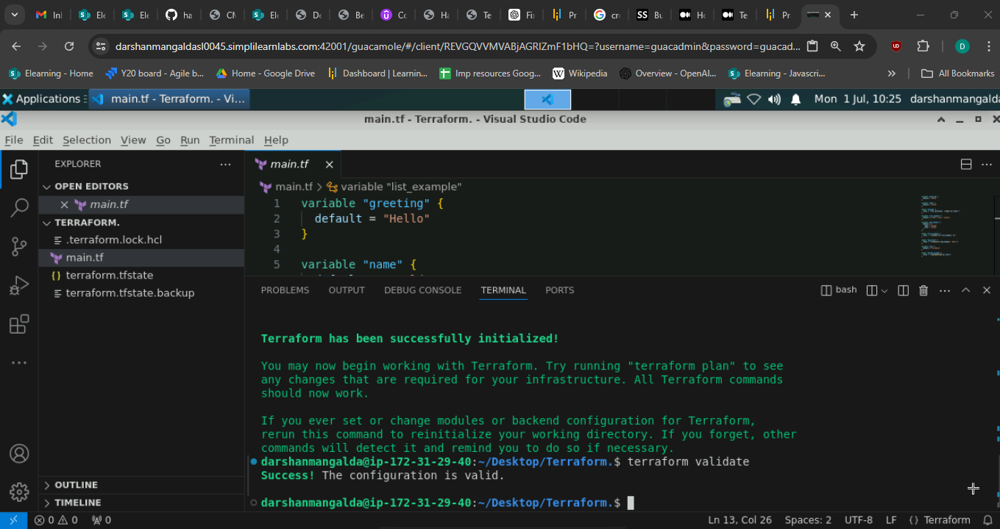 Inl
Ele
Ele
ha
Cl
Ele
De
Be
Co
Ha
Te
Fi
Pr
cr
Bu
Ho
Te
Pr
darshanmangaldasl0045.simplilearnlabs.com:42001/guacamole/#/client/REVGQVVMVABjAGRlZmF1bHQ=?username=guacadmin&password=guacad...
D
Elearning - Home
Y20 board - Agile b...
Home - Google Drive
Dashboard | Learnin...
Imp resources Goog...
Wikipedia
Overview - OpenAI...
Elearning - Javascri...
All Bookmarks
Applications
main.tf - Terraform. - Vi...
Mon 1 Jul, 10:25 darshanmangalda
main.tf - Terraform. - Visual Studio Code
File Edit Selection View Go Run Terminal Help
EXPLORER
OPEN EDITORS
main.tf
TERRAFORM.
.terraform.lock.hcl
main.tf
terraform.tfstate
terraform.tfstate.backup
OUTLINE
TIMELINE
main.tf
main.tf > variable "list_example"
1 variable "greeting" {
2 default = "Hello"
3 }
4
5 variable "name" {
PROBLEMS OUTPUT DEBUG CONSOLE TERMINAL PORTS
bash
Terraform has been successfully initialized!
You may now begin working with Terraform. Try running "terraform plan" to see
any changes that are required for your infrastructure. All Terraform commands
should now work.
If you ever set or change modules or backend configuration for Terraform,
rerun this command to reinitialize your working directory. If you forget, other
commands will detect it and remind you to do so if necessary.
darshanmangalda@ip-172-31-29-40:~/Desktop/Terraform.$ terraform validate
Success! The configuration is valid.
darshanmangalda@ip-172-31-29-40:~/Desktop/Terraform.$
0 0 0
Ln 13, Col 26 Spaces: 2 UTF-8 LF {} Terraform